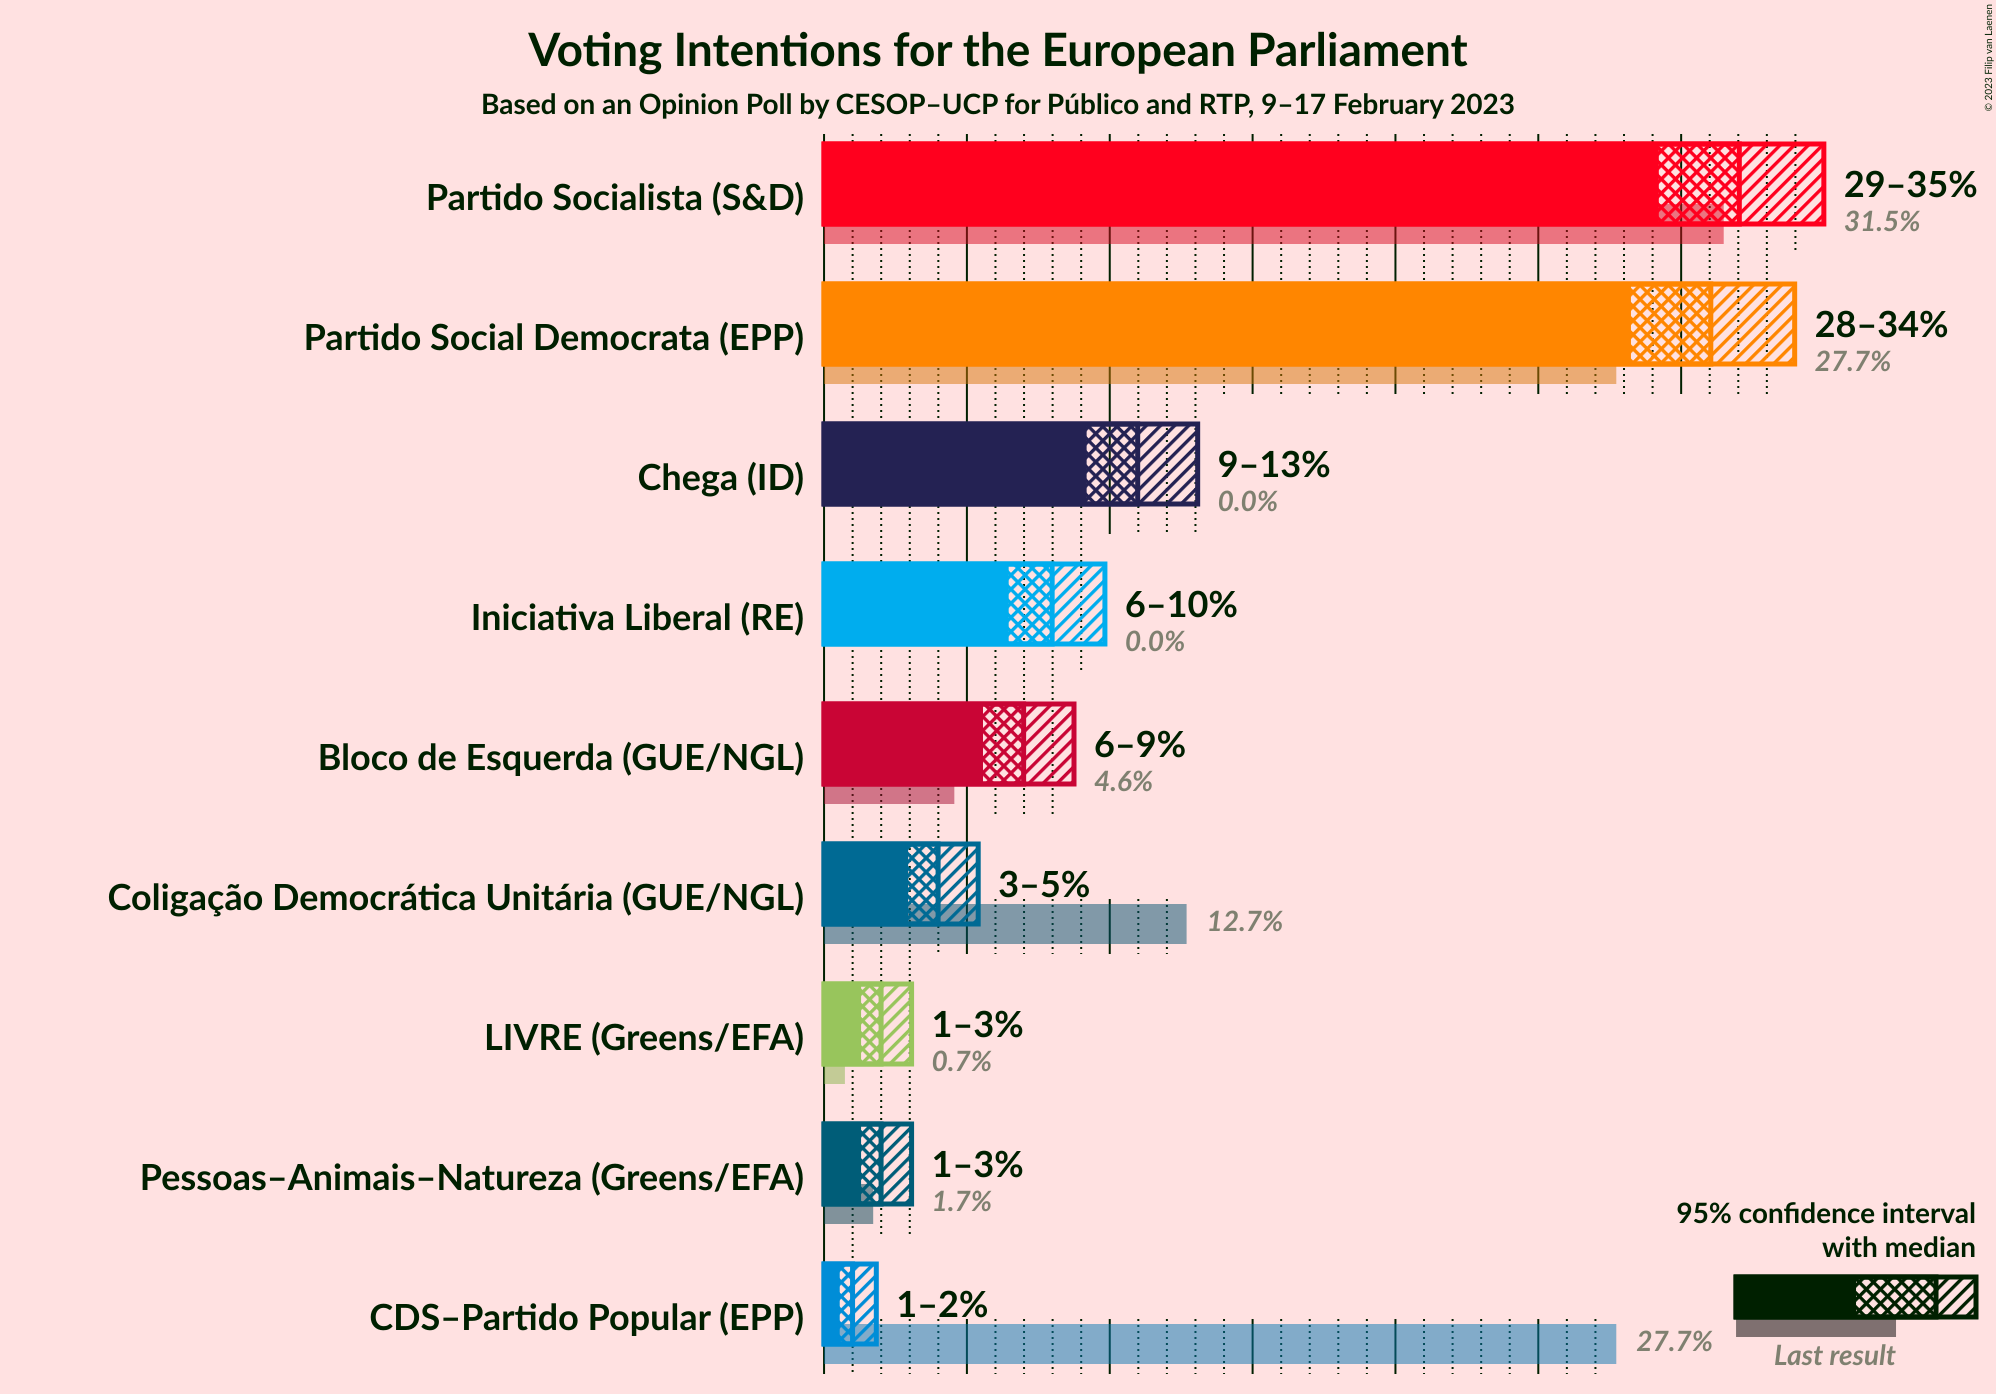 Voting Intentions for the European Parliament
Based on an Opinion Poll by CESOP–UCP for Público and RTP, 9–17 February 2023
© 2023 Filip van Laenen
Partido Socialista (S&D)
29–35%
31.5%
Partido Social Democrata (EPP)
28–34%
27.7%
Chega (ID)
9–13%
0.0%
Iniciativa Liberal (RE)
6–10%
0.0%
Bloco de Esquerda (GUE/NGL)
6–9%
4.6%
Coligação Democrática Unitária (GUE/NGL)
3–5%
12.7%
LIVRE (Greens/EFA)
1–3%
0.7%
Pessoas–Animais–Natureza (Greens/EFA)
1–3%
1.7%
CDS–Partido Popular (EPP)
1–2%
27.7%
95% confidence interval
with median
Last result